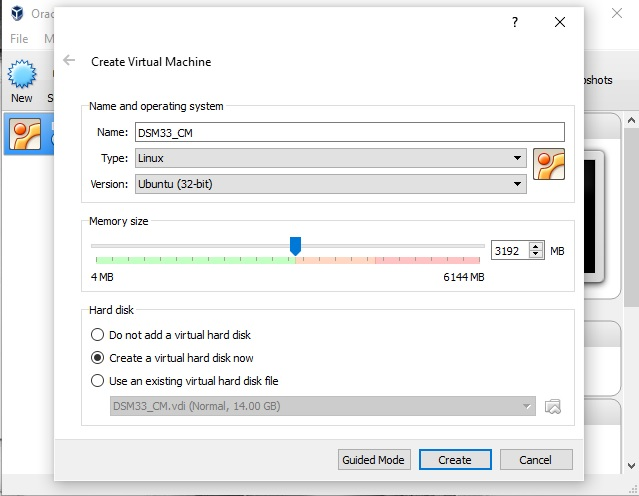 Orac
?
File M
Create Virtual Machine
New S
pshots
Name and operating system
Name: DSM33_CM
Type: Linux
Version: Ubuntu (32-bit)
Memory size
3192 MB
4 MB 6144 MB
Hard disk
Do not add a virtual hard disk
Create a virtual hard disk now
Use an existing virtual hard disk file
DSM33_CM.vdi (Normal, 14.00 GB)
Guided Mode Create Cancel